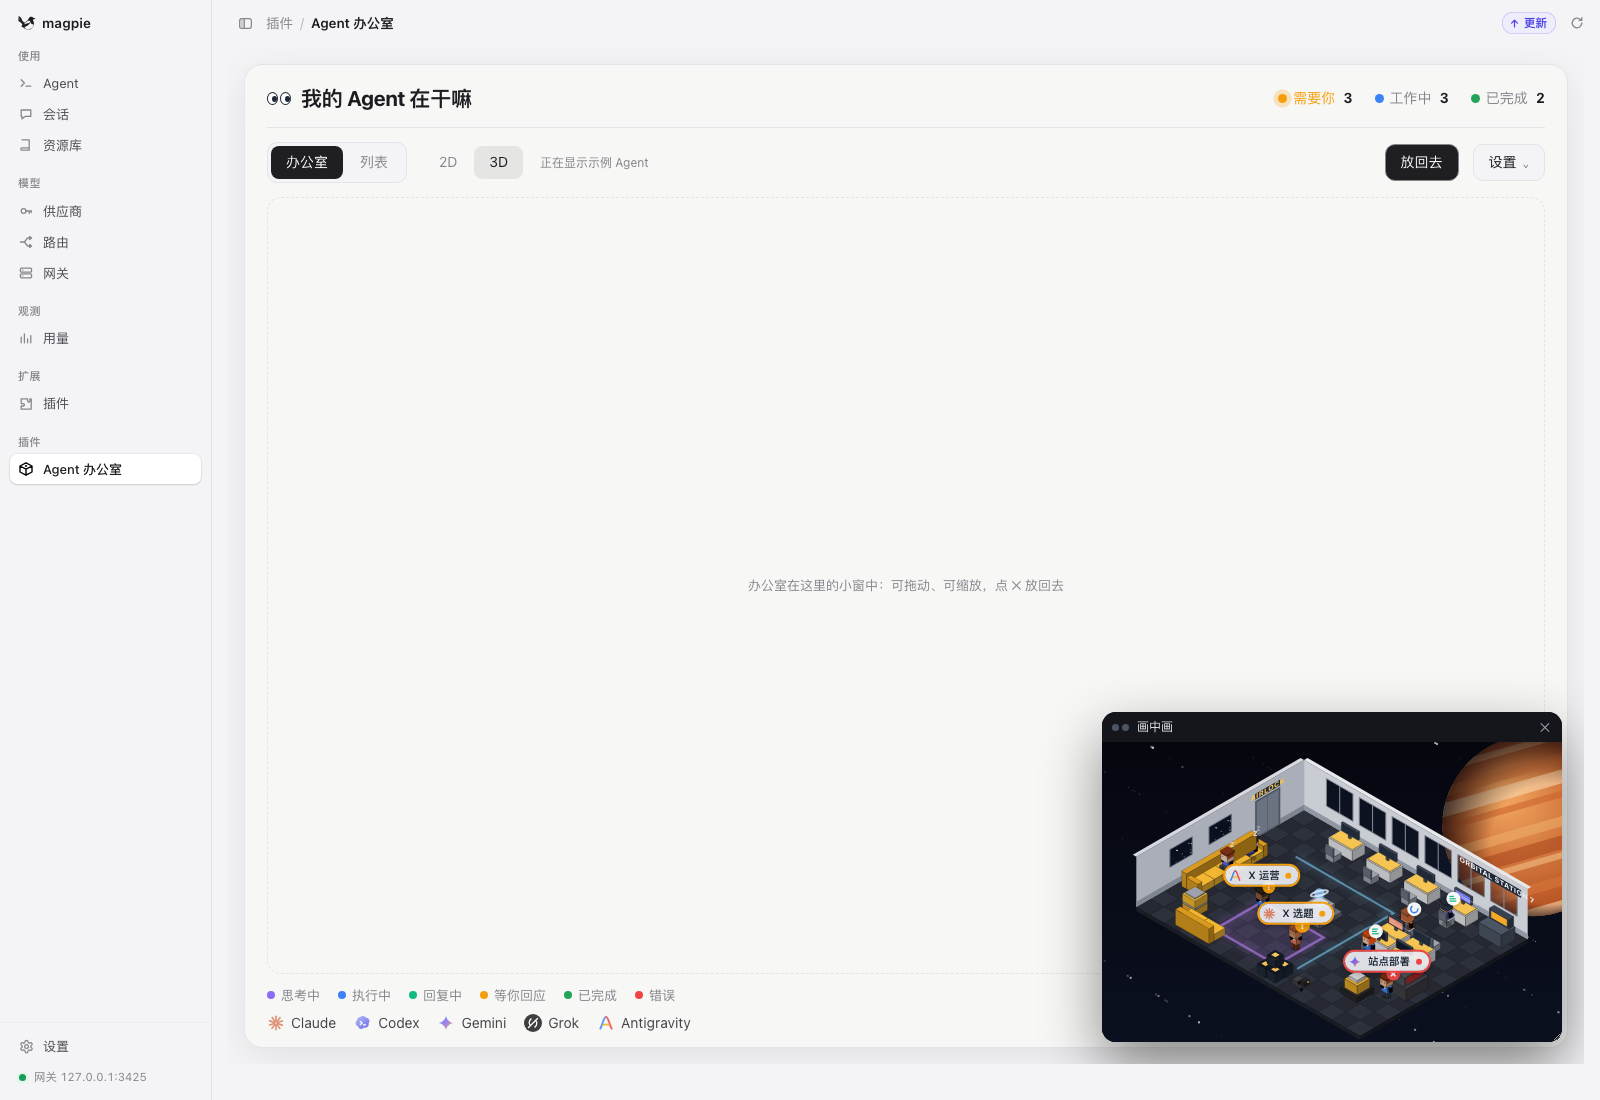 magpie
使用
Agent
会话
资源库
模型
供应商
路由
网关
观测
用量
扩展
插件
插件
Agent 办公室
设置
网关 127.0.0.1:3425
插件 / Agent 办公室
更新
我的 Agent 在干嘛
需要你 3
工作中 3
已完成 2
办公室
列表
2D
3D
正在显示示例 Agent
放回去
设置
办公室在这里的小窗中：可拖动、可缩放，点 ✕ 放回去
画中画
AIRLOCK
X 运营
X 选题
站点部署
思考中
执行中
回复中
等你回应
已完成
错误
Claude
Codex
Gemini
Grok
Antigravity